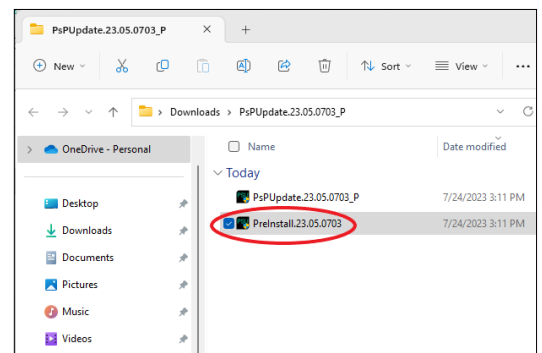 PsPUpdate.23.05.0703_P
New
Sort
View
Downloads > PsPUpdate.23.05.0703_P
OneDrive - Personal
Name
Date modified
Today
Desktop
PsPUpdate.23.05.0703_P
7/24/2023 3:11 PM
Downloads
PreInstall.23.05.0703
7/24/2023 3:11 PM
Documents
Pictures
Music
Videos